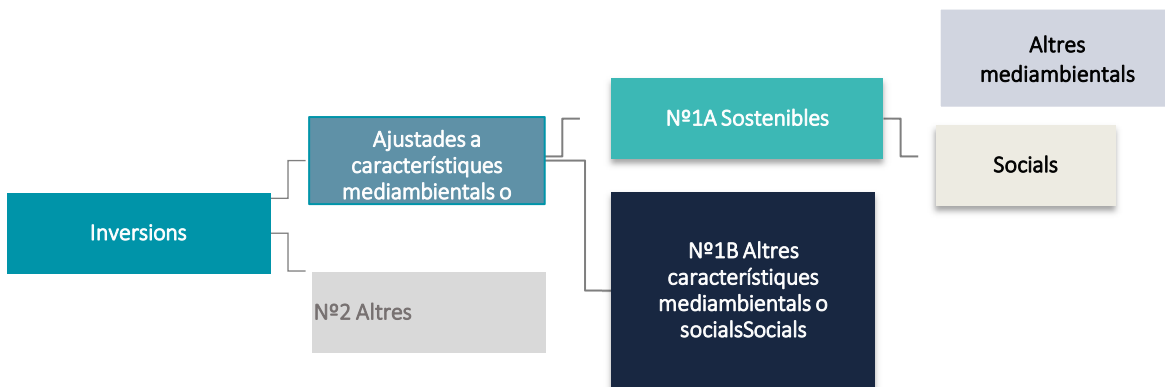 Inversions
Ajustades a
característiques
mediambientals o
Nº2 Altres
Nº1A Sostenibles
Nº1B Altres
característiques
mediambientals o
socialsSocials
Altres
mediambientals
Socials